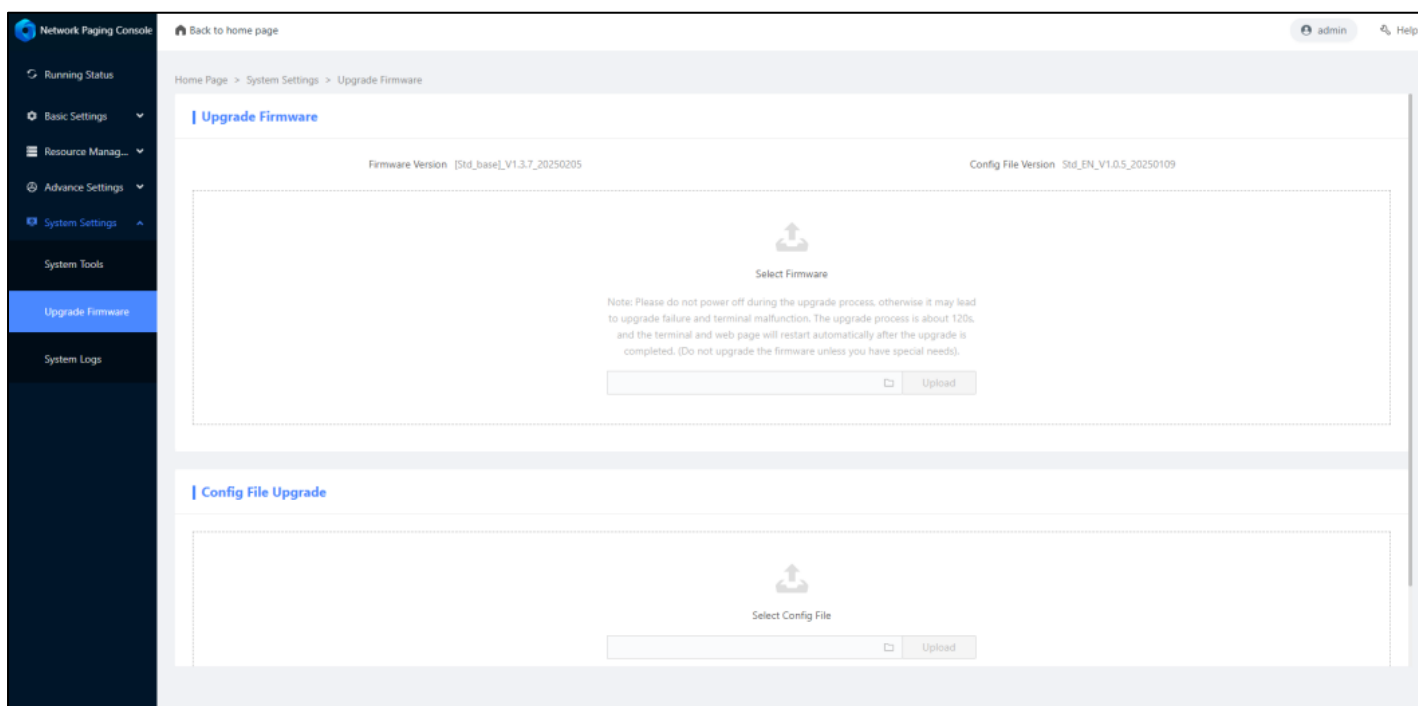 Network Paging Console
Back to home page
admin
Help
Running Status
Basic Settings
Resource Manag...
Advance Settings
System Settings
System Tools
Upgrade Firmware
System Logs
Home Page > System Settings > Upgrade Firmware
Upgrade Firmware
Firmware Version [Std_base]_V1.3.7_20250205
Config File Version Std_EN_V1.0.5_20250109
Select Firmware
Note: Please do not power off during the upgrade process, otherwise it may lead
to upgrade failure and terminal malfunction. The upgrade process is about 120s,
and the terminal and web page will restart automatically after the upgrade is
completed. (Do not upgrade the firmware unless you have special needs).
Upload
Config File Upgrade
Select Config File
Upload